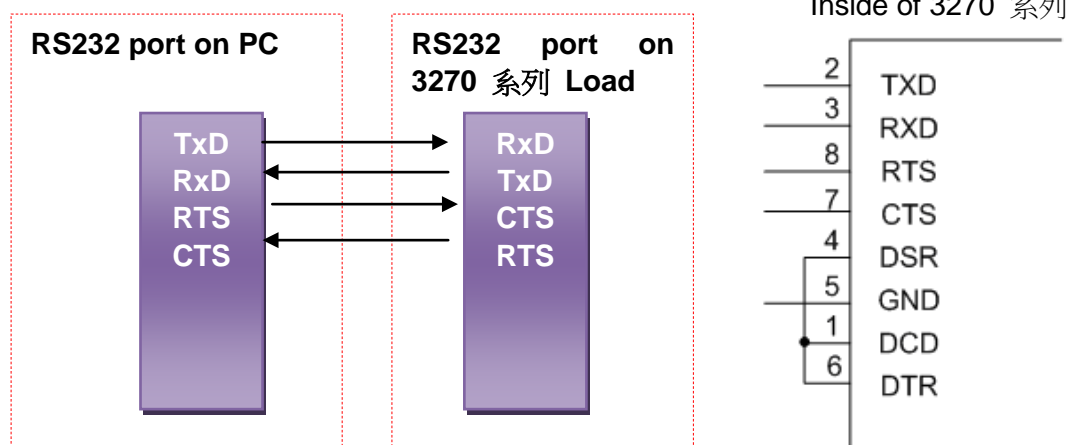 RS232 port on PC
RS232 port on
3270 系列 Load
TxD
RxD
RTS
CTS
RxD
TxD
CTS
RTS
Inside of 3270 系列
2 TXD
3 RXD
8 RTS
7 CTS
4 DSR
5 GND
1 DCD
6 DTR